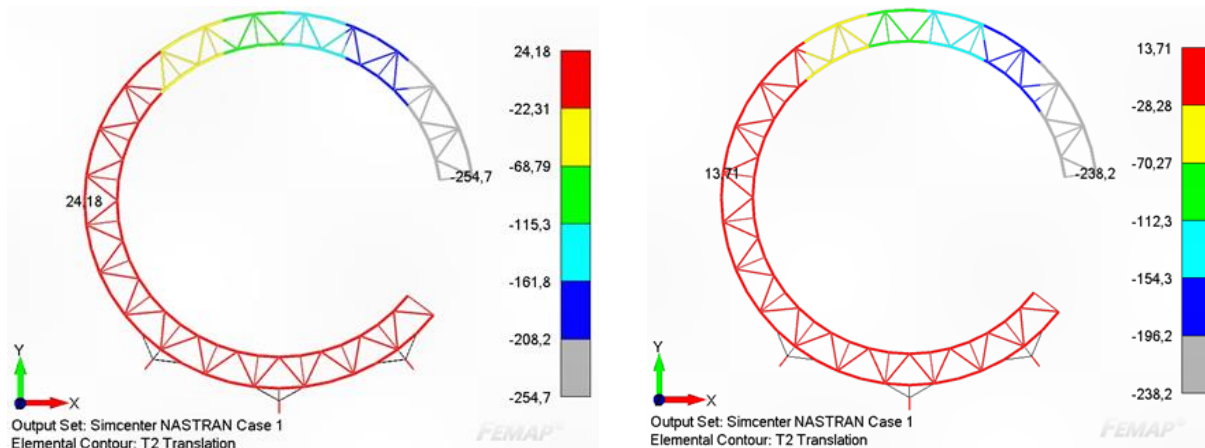 24,18
-22,31
-68,79
-115,3
-161,8
-208,2
-254,7
24,18
-254,7
Y
X
Output Set: Simcenter NASTRAN Case 1
Elemental Contour: T2 Translation
FEMAP®
13,71
-28,28
-70,27
-112,3
-154,3
-196,2
-238,2
13,71
-238,2
Y
X
Output Set: Simcenter NASTRAN Case 1
Elemental Contour: T2 Translation
FEMAP®